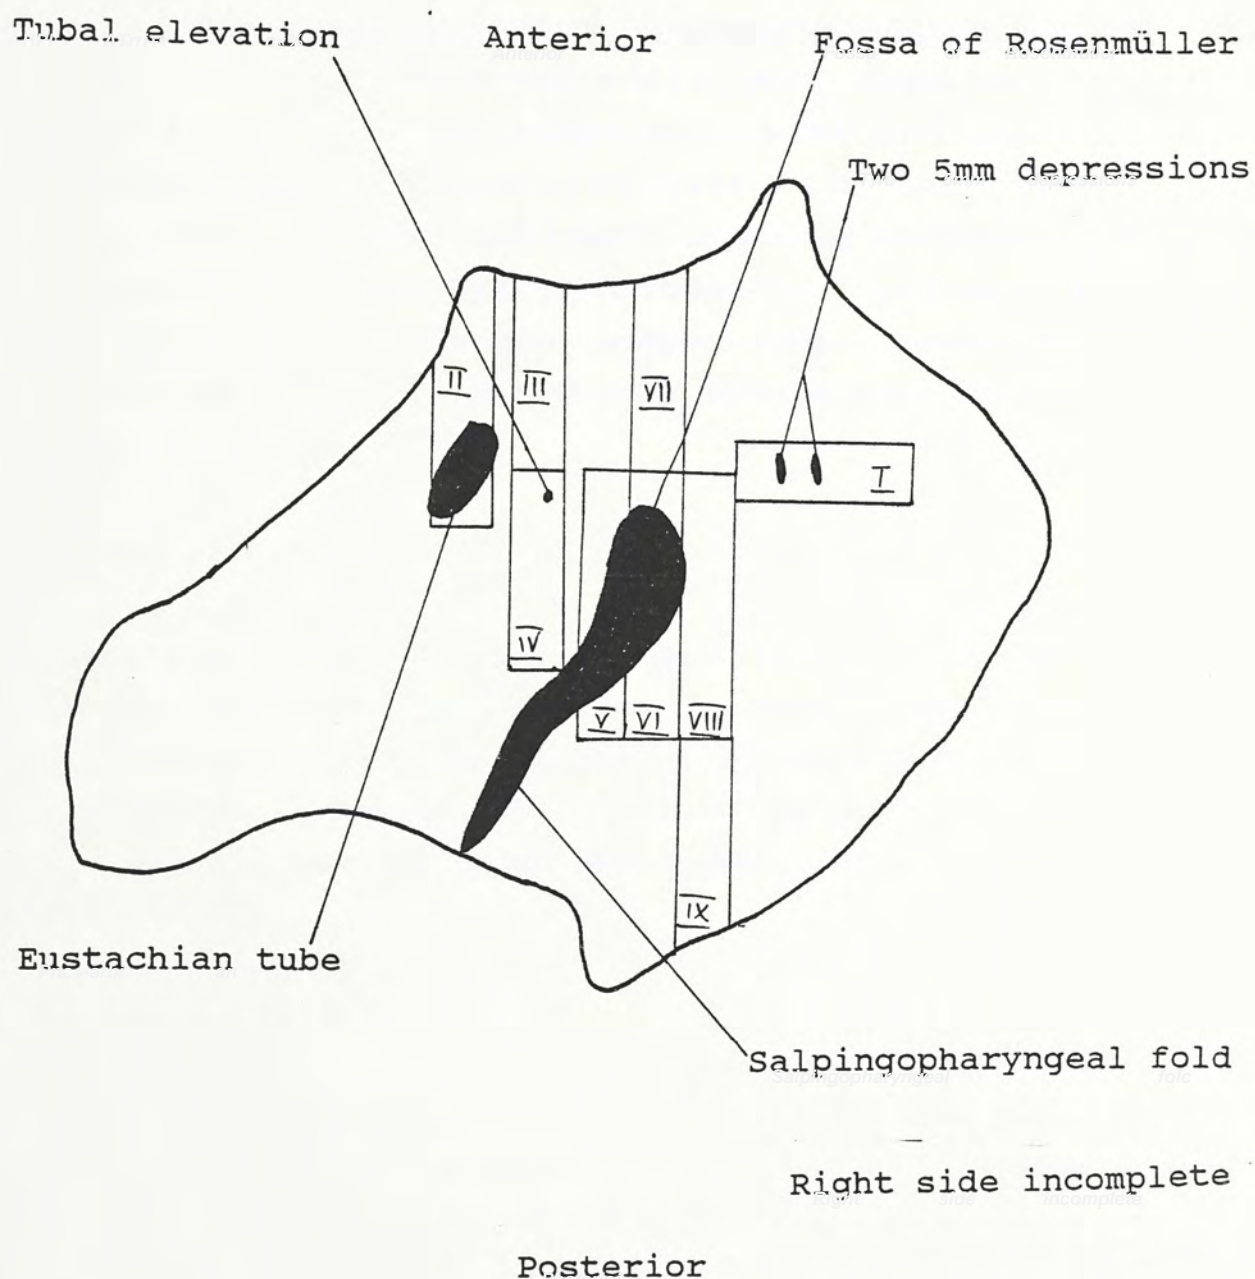 Tubal elevation
Anterior
Fossa of Rosenmüller
Two 5mm depressions
II
III
VII
I
IV
V
VI
VIII
IX
Eustachian tube
Salpingopharyngeal fold
Right side incomplete
Posterior